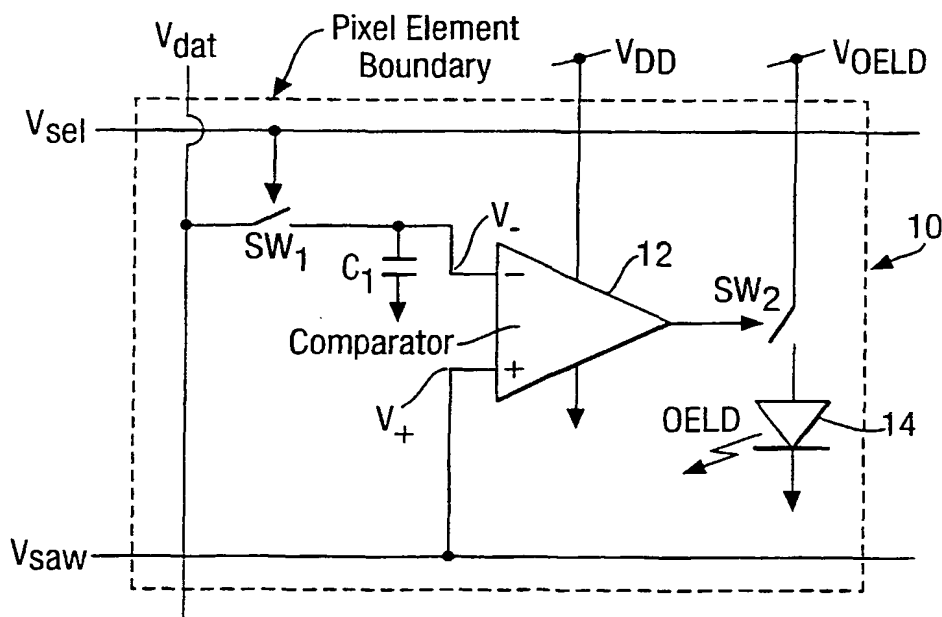 Pixel Element
Boundary
Vdat
VDD
VOELD
Vsel
10
SW1
V-
12
C1
−
SW2
Comparator
+
V+
OELD
14
Vsaw